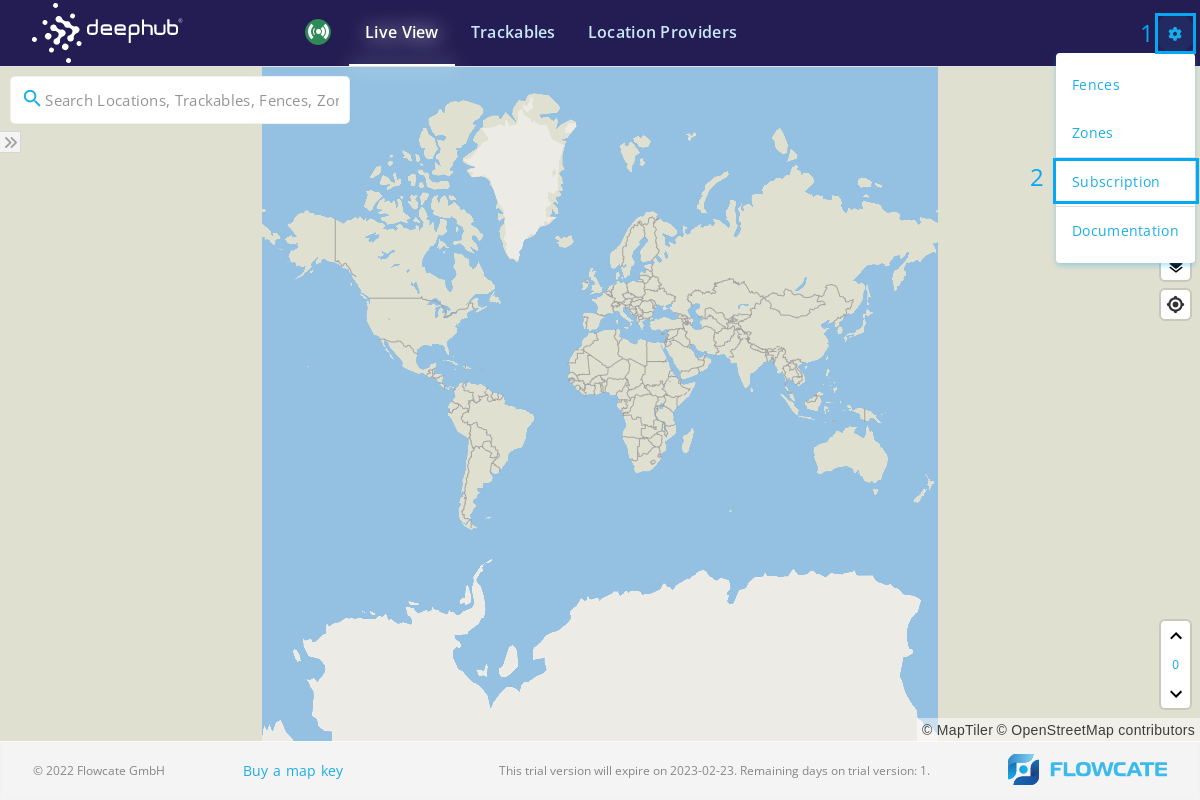 deephub®
Live View
Trackables
Location Providers
1
Search Locations, Trackables, Fences, Zon
Fences
Zones
2
Subscription
Documentation
0
© MapTiler © OpenStreetMap contributors
© 2022 Flowcate GmbH
Buy a map key
This trial version will expire on 2023-02-23. Remaining days on trial version: 1.
FLOWCATE